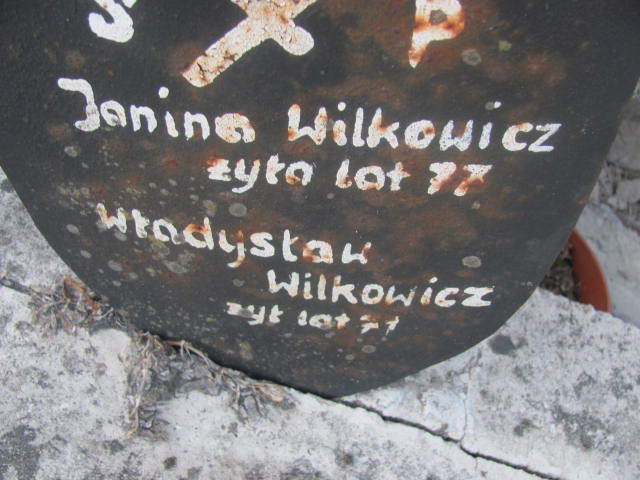 Ś P
Janina Wilkowicz
żyła lat 77
Władysław
Wilkowicz
żył lat 71